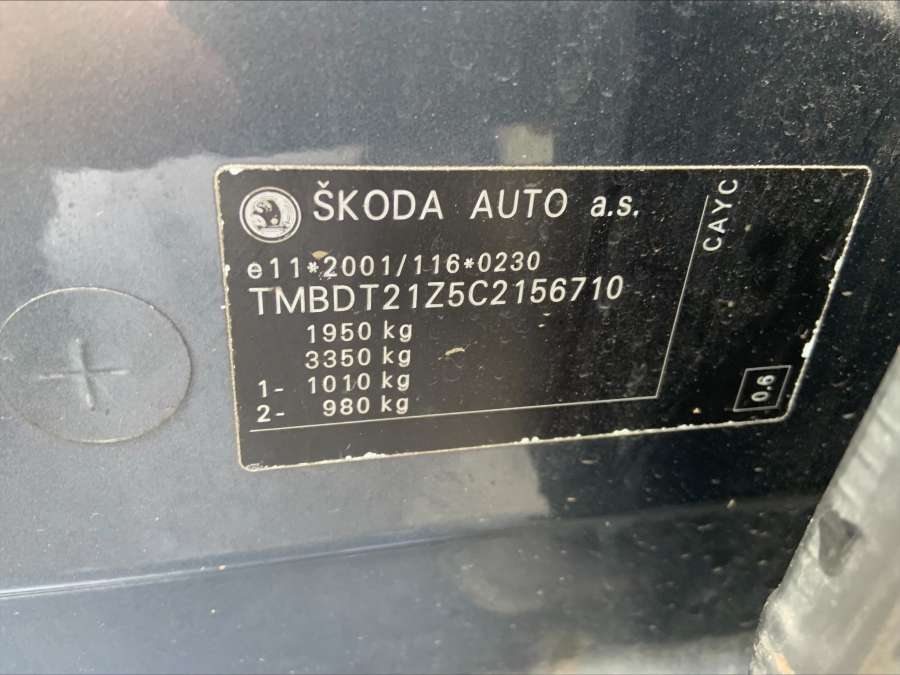 ŠKODA AUTO a.s.
e11*2001/116*0230
TMBDT21Z5C2156710
1950 kg
3350 kg
1- 1010 kg
2- 980 kg
CAYC
0.6